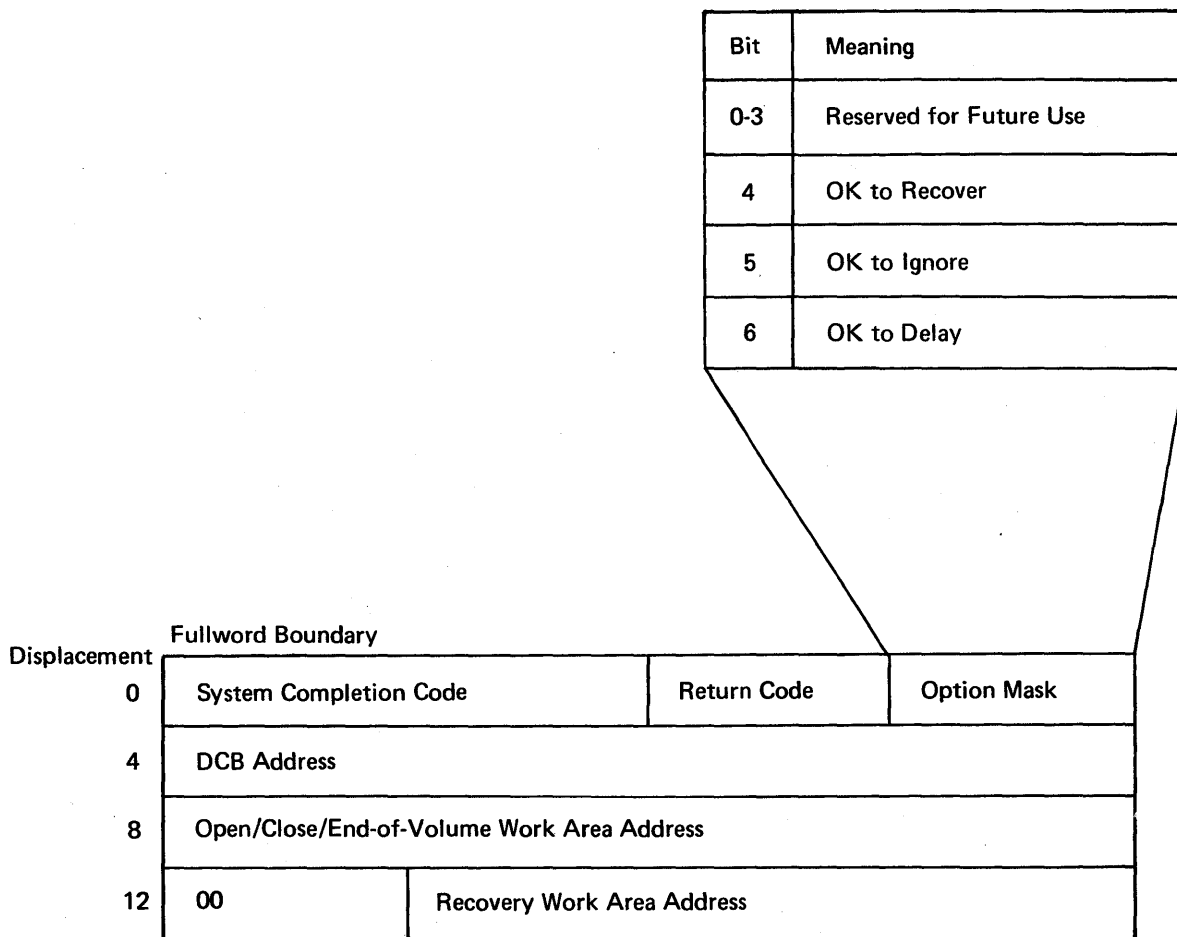 Bit Meaning
0-3 Reserved for Future Use
4 OK to Recover
5 OK to Ignore
6 OK to Delay
Fullword Boundary
Displacement
0 System Completion Code Return Code Option Mask
4 DCB Address
8 Open/Close/End-of-Volume Work Area Address
12 00 Recovery Work Area Address